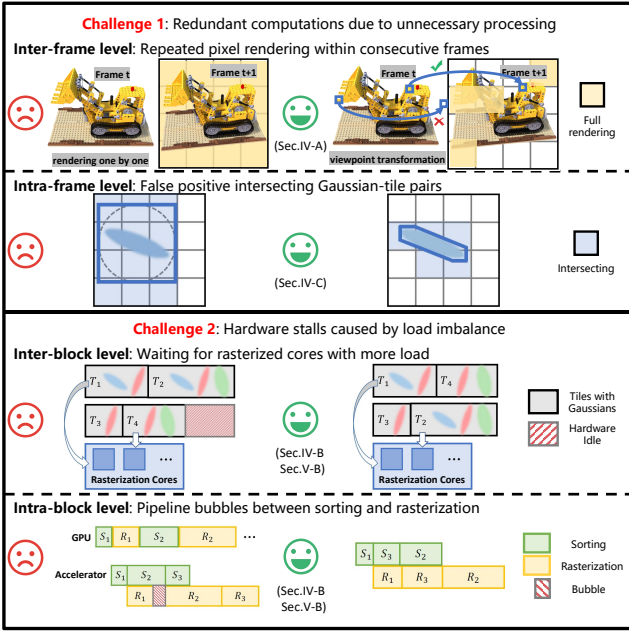 Challenge 1: Redundant computations due to unnecessary processing
Inter-frame level: Repeated pixel rendering within consecutive frames
Frame t
Frame t+1
Frame t
Frame t+1
rendering one by one
(Sec.IV-A)
viewpoint transformation
Full
rendering
Intra-frame level: False positive intersecting Gaussian-tile pairs
(Sec.IV-C)
Intersecting
Challenge 2: Hardware stalls caused by load imbalance
Inter-block level: Waiting for rasterized cores with more load
T1 T2
T3 T4
...
Rasterization Cores
(Sec.IV-B
Sec.V-B)
T1 T4
T3 T2
...
Rasterization Cores
Tiles with
Gaussians
Hardware
Idle
Intra-block level: Pipeline bubbles between sorting and rasterization
GPU S1 R1 S2 R2 ...
Accelerator S1 S2 S3
R1 R2 R3
(Sec.IV-B
Sec.V-B)
S1 S3 S2
R1 R3 R2
Sorting
Rasterization
Bubble